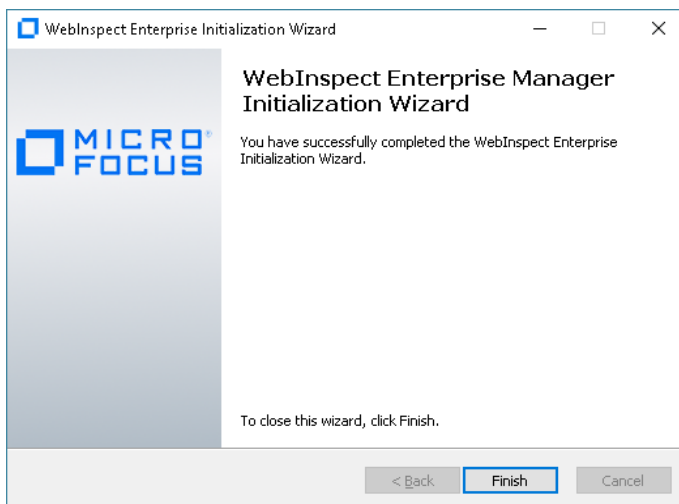 WebInspect Enterprise Initialization Wizard
WebInspect Enterprise Manager
Initialization Wizard
MICRO®
FOCUS
You have successfully completed the WebInspect Enterprise
Initialization Wizard.
To close this wizard, click Finish.
< Back Finish Cancel